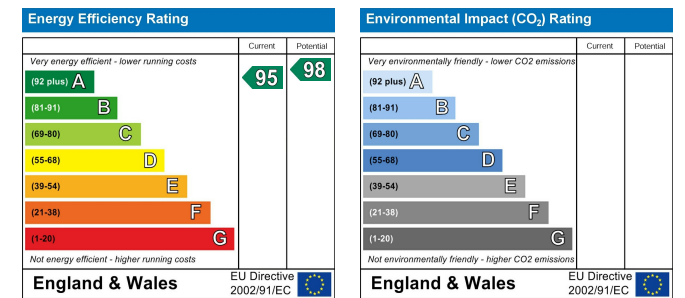 Energy Efficiency Rating
Current Potential
Very energy efficient - lower running costs
(92 plus) A
(81-91) B
(69-80) C
(55-68) D
(39-54) E
(21-38) F
(1-20) G
95
98
Not energy efficient - higher running costs
England & Wales
EU Directive
2002/91/EC
Environmental Impact (CO₂) Rating
Current Potential
Very environmentally friendly - lower CO2 emissions
(92 plus) A
(81-91) B
(69-80) C
(55-68) D
(39-54) E
(21-38) F
(1-20) G
Not environmentally friendly - higher CO2 emissions
England & Wales
EU Directive
2002/91/EC